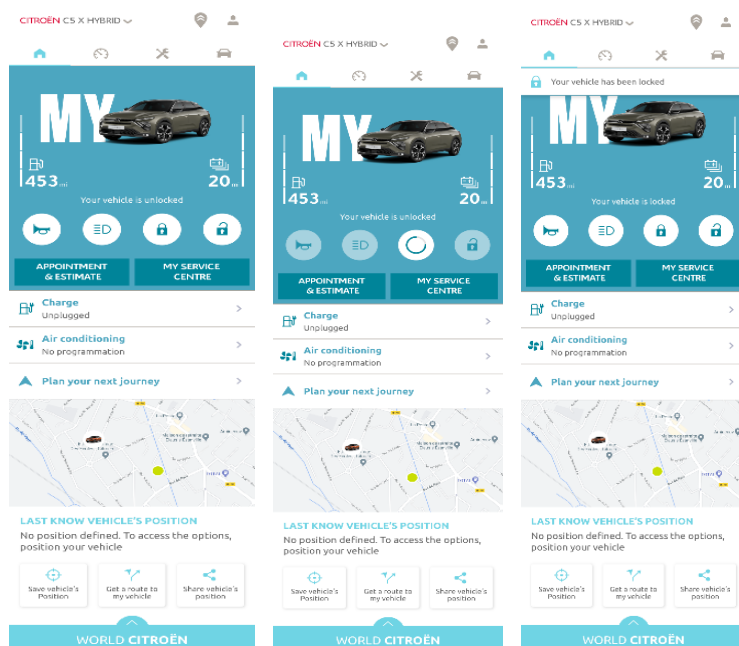 CITROËN C5 X HYBRID
MY
453 mi
20 mi
Your vehicle is unlocked
APPOINTMENT
& ESTIMATE
MY SERVICE
CENTRE
Charge
Unplugged
Air conditioning
No programmation
Plan your next journey
LAST KNOW VEHICLE'S POSITION
No position defined. To access the options,
position your vehicle
Save vehicle's
Position
Get a route to
my vehicle
Share vehicle's
position
WORLD CITROËN
CITROËN C5 X HYBRID
MY
453 mi
20 mi
Your vehicle is unlocked
APPOINTMENT
& ESTIMATE
MY SERVICE
CENTRE
Charge
Unplugged
Air conditioning
No programmation
Plan your next journey
LAST KNOW VEHICLE'S POSITION
No position defined. To access the options,
position your vehicle
Save vehicle's
Position
Get a route to
my vehicle
Share vehicle's
position
WORLD CITROËN
CITROËN C5 X HYBRID
Your vehicle has been locked
MY
453 mi
20 mi
Your vehicle is locked
APPOINTMENT
& ESTIMATE
MY SERVICE
CENTRE
Charge
Unplugged
Air conditioning
No programmation
Plan your next journey
LAST KNOW VEHICLE'S POSITION
No position defined. To access the options,
position your vehicle
Save vehicle's
Position
Get a route to
my vehicle
Share vehicle's
position
WORLD CITROËN